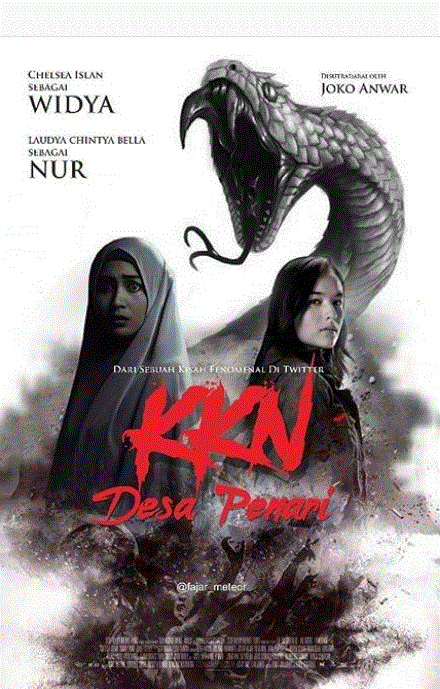 CHELSEA ISLAN
SEBAGAI
WIDYA
LAUDYA CHINTYA BELLA
SEBAGAI
NUR
DISUTRADARAI OLEH
JOKO ANWAR
DARI SEBUAH KISAH FENOMENAL DI TWITTER
KKN
Desa Penari
@fajar_meteor